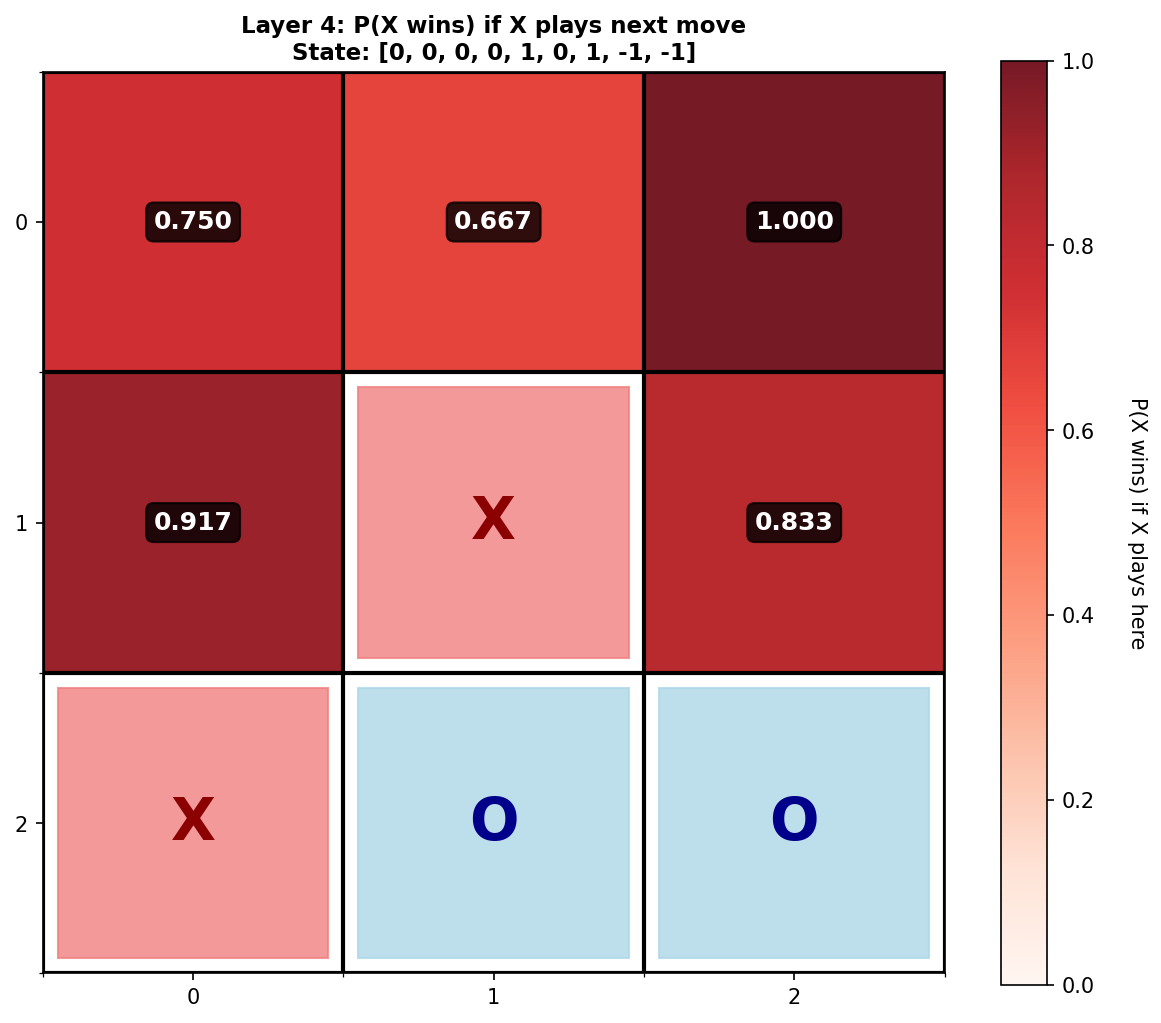 Layer 4: P(X wins) if X plays next move
State: [0, 0, 0, 0, 1, 0, 1, -1, -1]
0
0.750
0.667
1.000
1
0.917
X
0.833
2
X
O
O
0
1
2
1.0
0.8
0.6
0.4
0.2
0.0
P(X wins) if X plays here